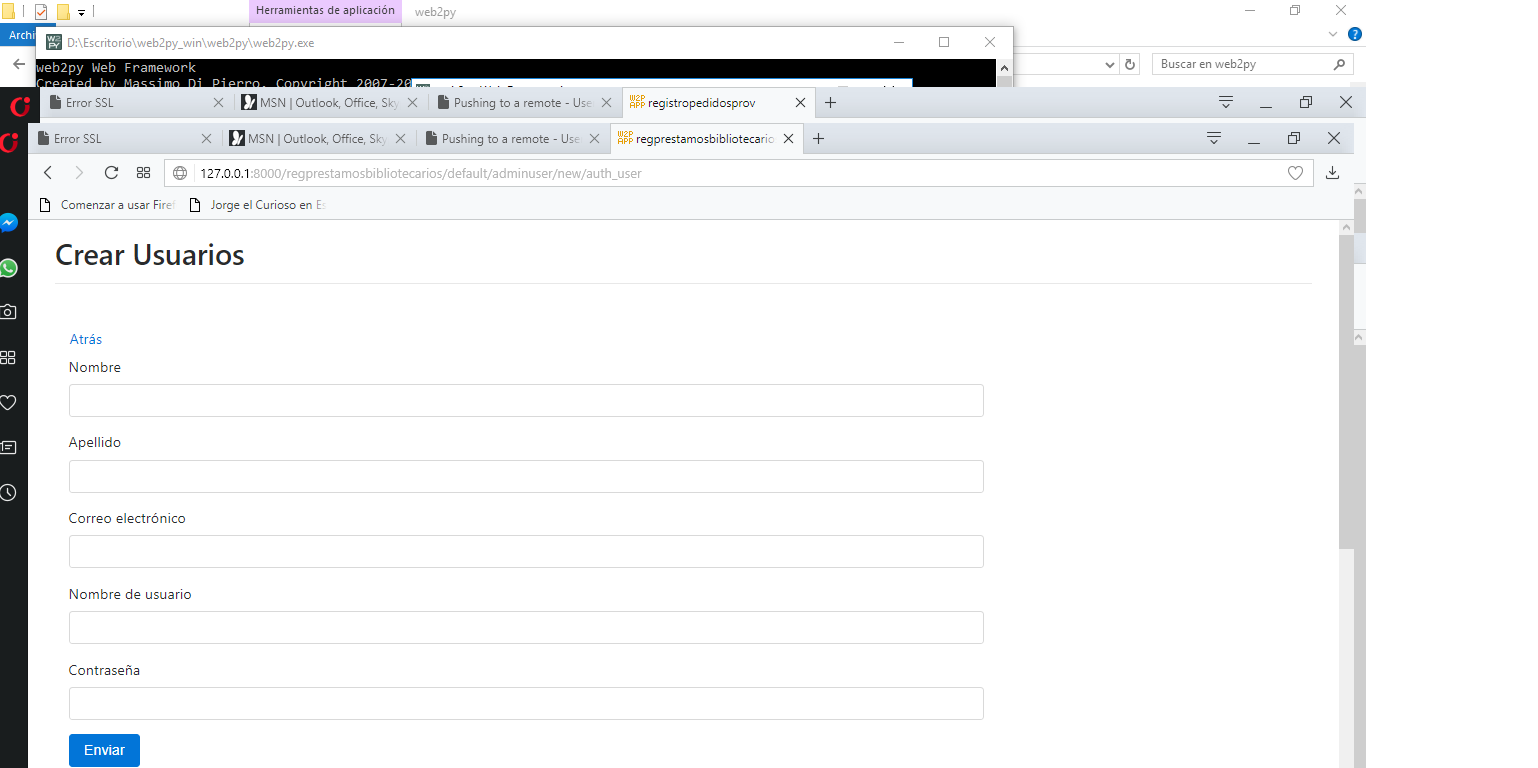 Herramientas de aplicación web2py
Archi
D:\Escritorio\web2py_win\web2py\web2py.exe
Buscar en web2py
web2py Web Framework
Created by Massimo Di Pierro, Copyright 2007-20
Error SSL MSN | Outlook, Office, Sky Pushing to a remote - Use registropedidosprov
Error SSL MSN | Outlook, Office, Sky Pushing to a remote - Use regprestamosbibliotecario
127.0.0.1:8000/regprestamosbibliotecarios/default/adminuser/new/auth_user
Comenzar a usar Firef Jorge el Curioso en Es
Crear Usuarios
Atrás
Nombre
Apellido
Correo electrónico
Nombre de usuario
Contraseña
Enviar